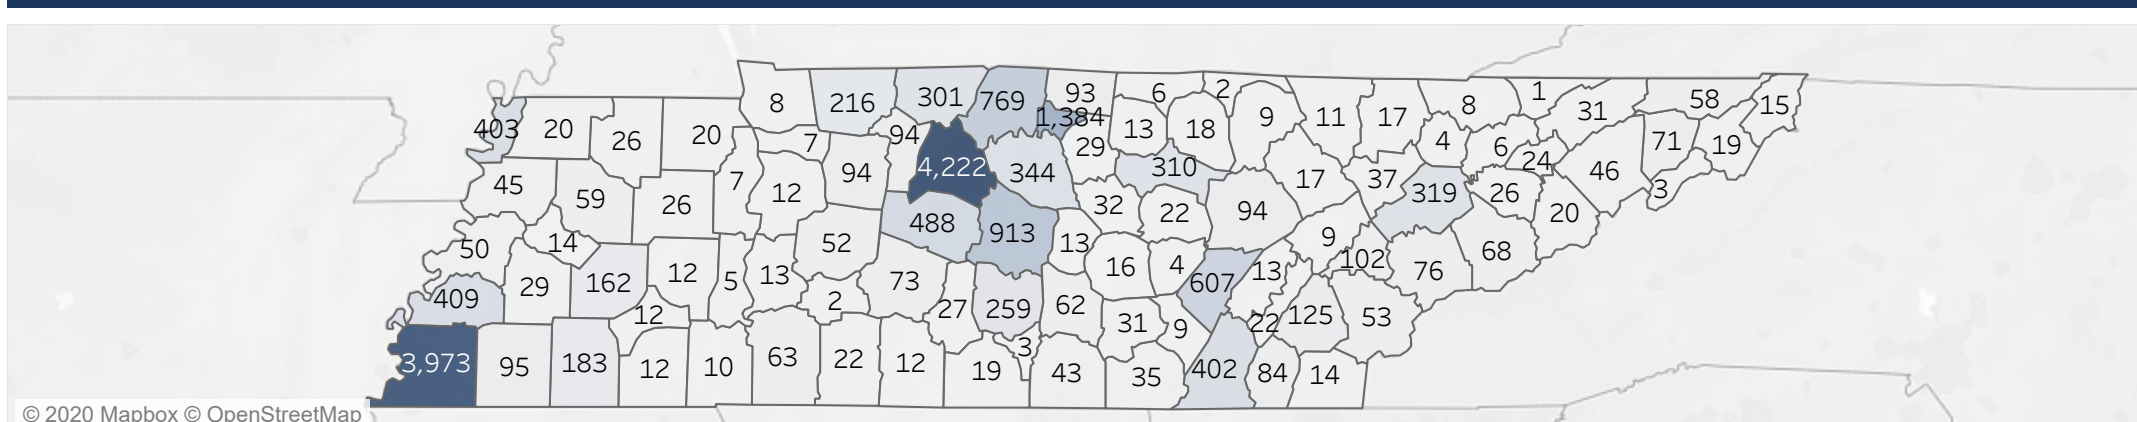 8 216 301 769 93 6 2 9 11 17 8 1 31 58 15
403 20 26 20 7 94 1,384 13 18 4 6 24 71 19
4,222 344 29 310 17 37 319 26 46 3
45 59 26 7 12 94 32 22 94 20
50 14 52 488 913 13 9 102 76 68
409 29 162 12 5 13 2 73 27 259 62 16 4 607 13
12 31 9 22 125 53
3,973 95 183 12 10 63 22 12 19 3 43 35 402 84 14
© 2020 Mapbox © OpenStreetMap